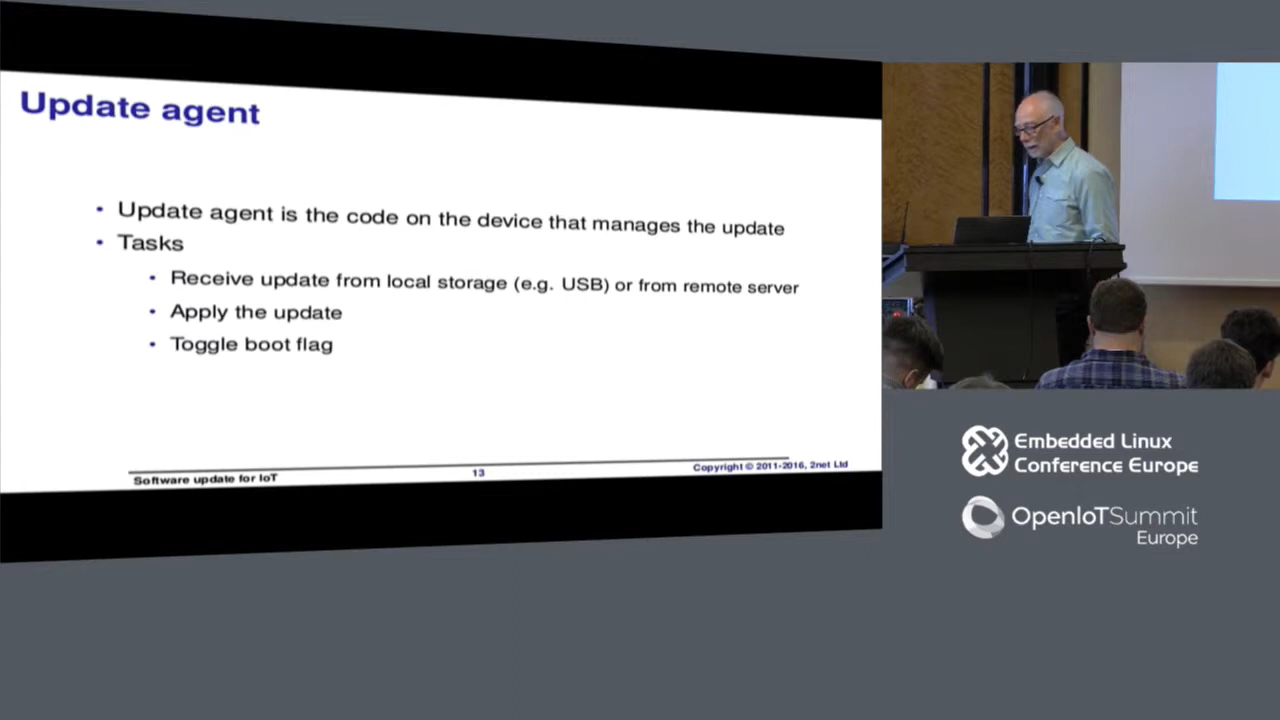 Update agent
• Update agent is the code on the device that manages the update
• Tasks
• Receive update from local storage (e.g. USB) or from remote server
• Apply the update
• Toggle boot flag
Software update for IoT
13
Copyright © 2011-2016, 2net Ltd
Embedded Linux
Conference Europe
OpenIoTSummit
Europe